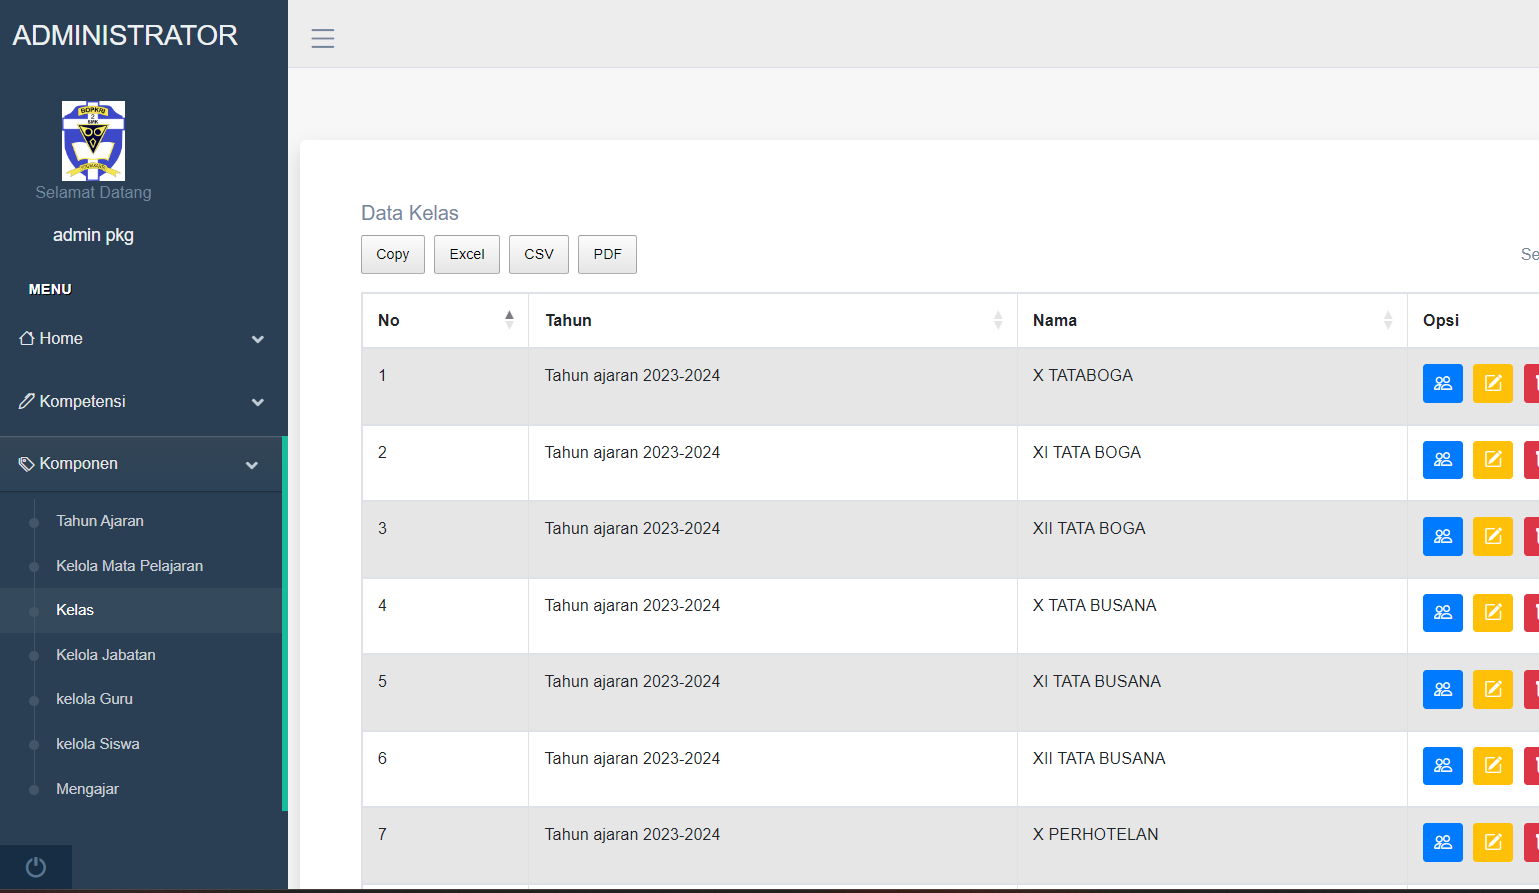 ADMINISTRATOR
BOPKRI
2
SMK
Selamat Datang
admin pkg
MENU
Home
Kompetensi
Komponen
Tahun Ajaran
Kelola Mata Pelajaran
Kelas
Kelola Jabatan
kelola Guru
kelola Siswa
Mengajar
Data Kelas
Copy Excel CSV PDF
Se
No Tahun Nama Opsi
1 Tahun ajaran 2023-2024 X TATABOGA
2 Tahun ajaran 2023-2024 XI TATA BOGA
3 Tahun ajaran 2023-2024 XII TATA BOGA
4 Tahun ajaran 2023-2024 X TATA BUSANA
5 Tahun ajaran 2023-2024 XI TATA BUSANA
6 Tahun ajaran 2023-2024 XII TATA BUSANA
7 Tahun ajaran 2023-2024 X PERHOTELAN